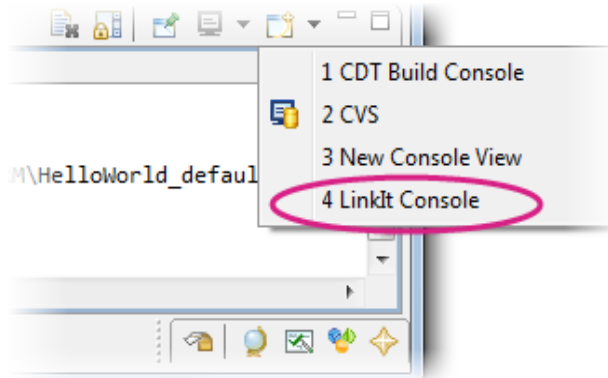 1 CDT Build Console
2 CVS
3 New Console View
M\HelloWorld_defaul
4 LinkIt Console